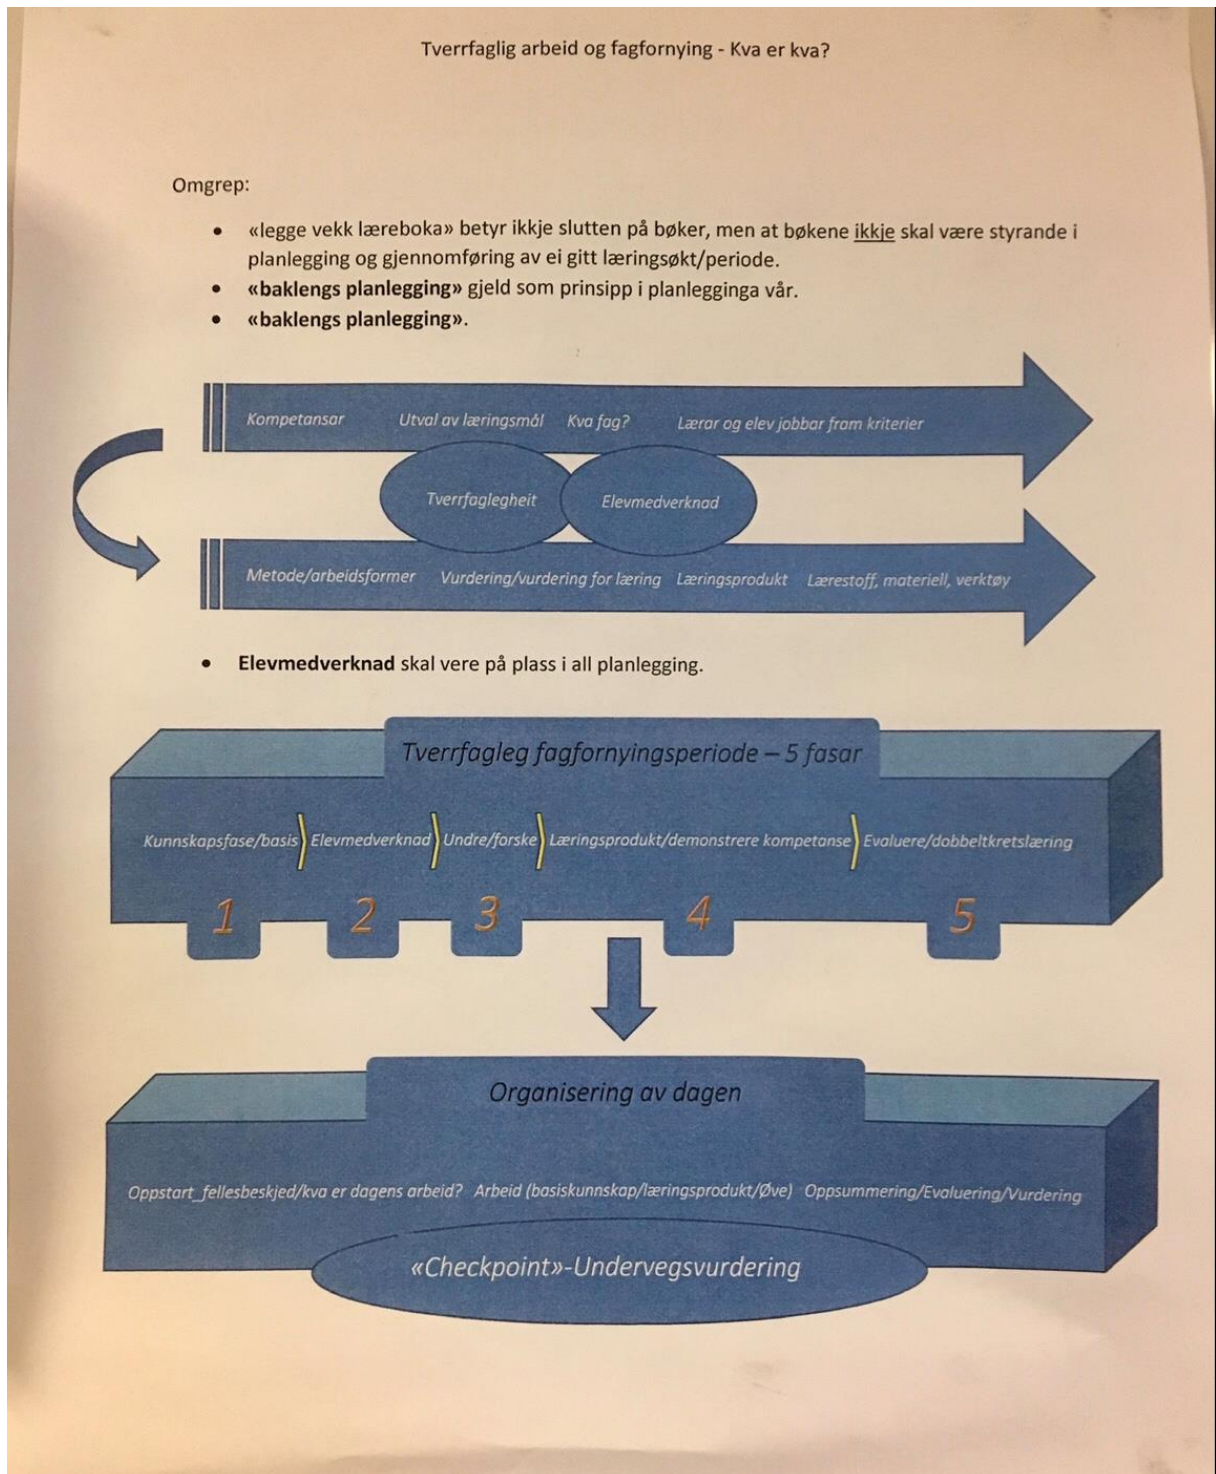 Tverrfaglig arbeid og fagfornying - Kva er kva?
Omgrep:
• «legge vekk læreboka» betyr ikkje slutten på bøker, men at bøkene ikkje skal være styrande i
planlegging og gjennomføring av ei gitt læringsøkt/periode.
• «baklengs planlegging» gjeld som prinsipp i planlegginga vår.
• «baklengs planlegging».
Kompetansar Utval av læringsmål Kva fag? Lærar og elev jobbar fram kriterier
Tverrfaglegheit Elevmedverknad
Metode/arbeidsformer Vurdering/vurdering for læring Læringsprodukt Lærestoff, materiell, verktøy
• Elevmedverknad skal vere på plass i all planlegging.
Tverrfagleg fagfornyingsperiode – 5 fasar
Kunnskapsfase/basis Elevmedverknad Undre/forske Læringsprodukt/demonstrere kompetanse Evaluere/dobbeltkretslæring
1 2 3 4 5
Organisering av dagen
Oppstart_fellesbeskjed/kva er dagens arbeid? Arbeid (basiskunnskap/læringsprodukt/Øve) Oppsummering/Evaluering/Vurdering
«Checkpoint»-Undervegsvurdering